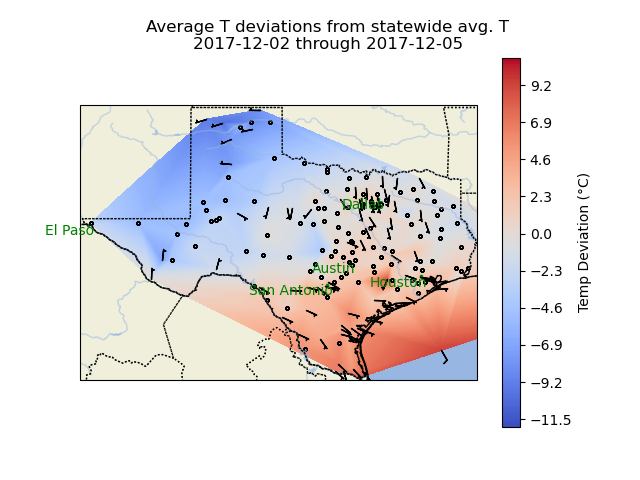 Average T deviations from statewide avg. T
2017-12-02 through 2017-12-05
9.2
6.9
4.6
2.3
0.0
−2.3
−4.6
−6.9
−9.2
−11.5
Temp Deviation (°C)
Dallas
El Paso
Austin
San Antonio
Houston